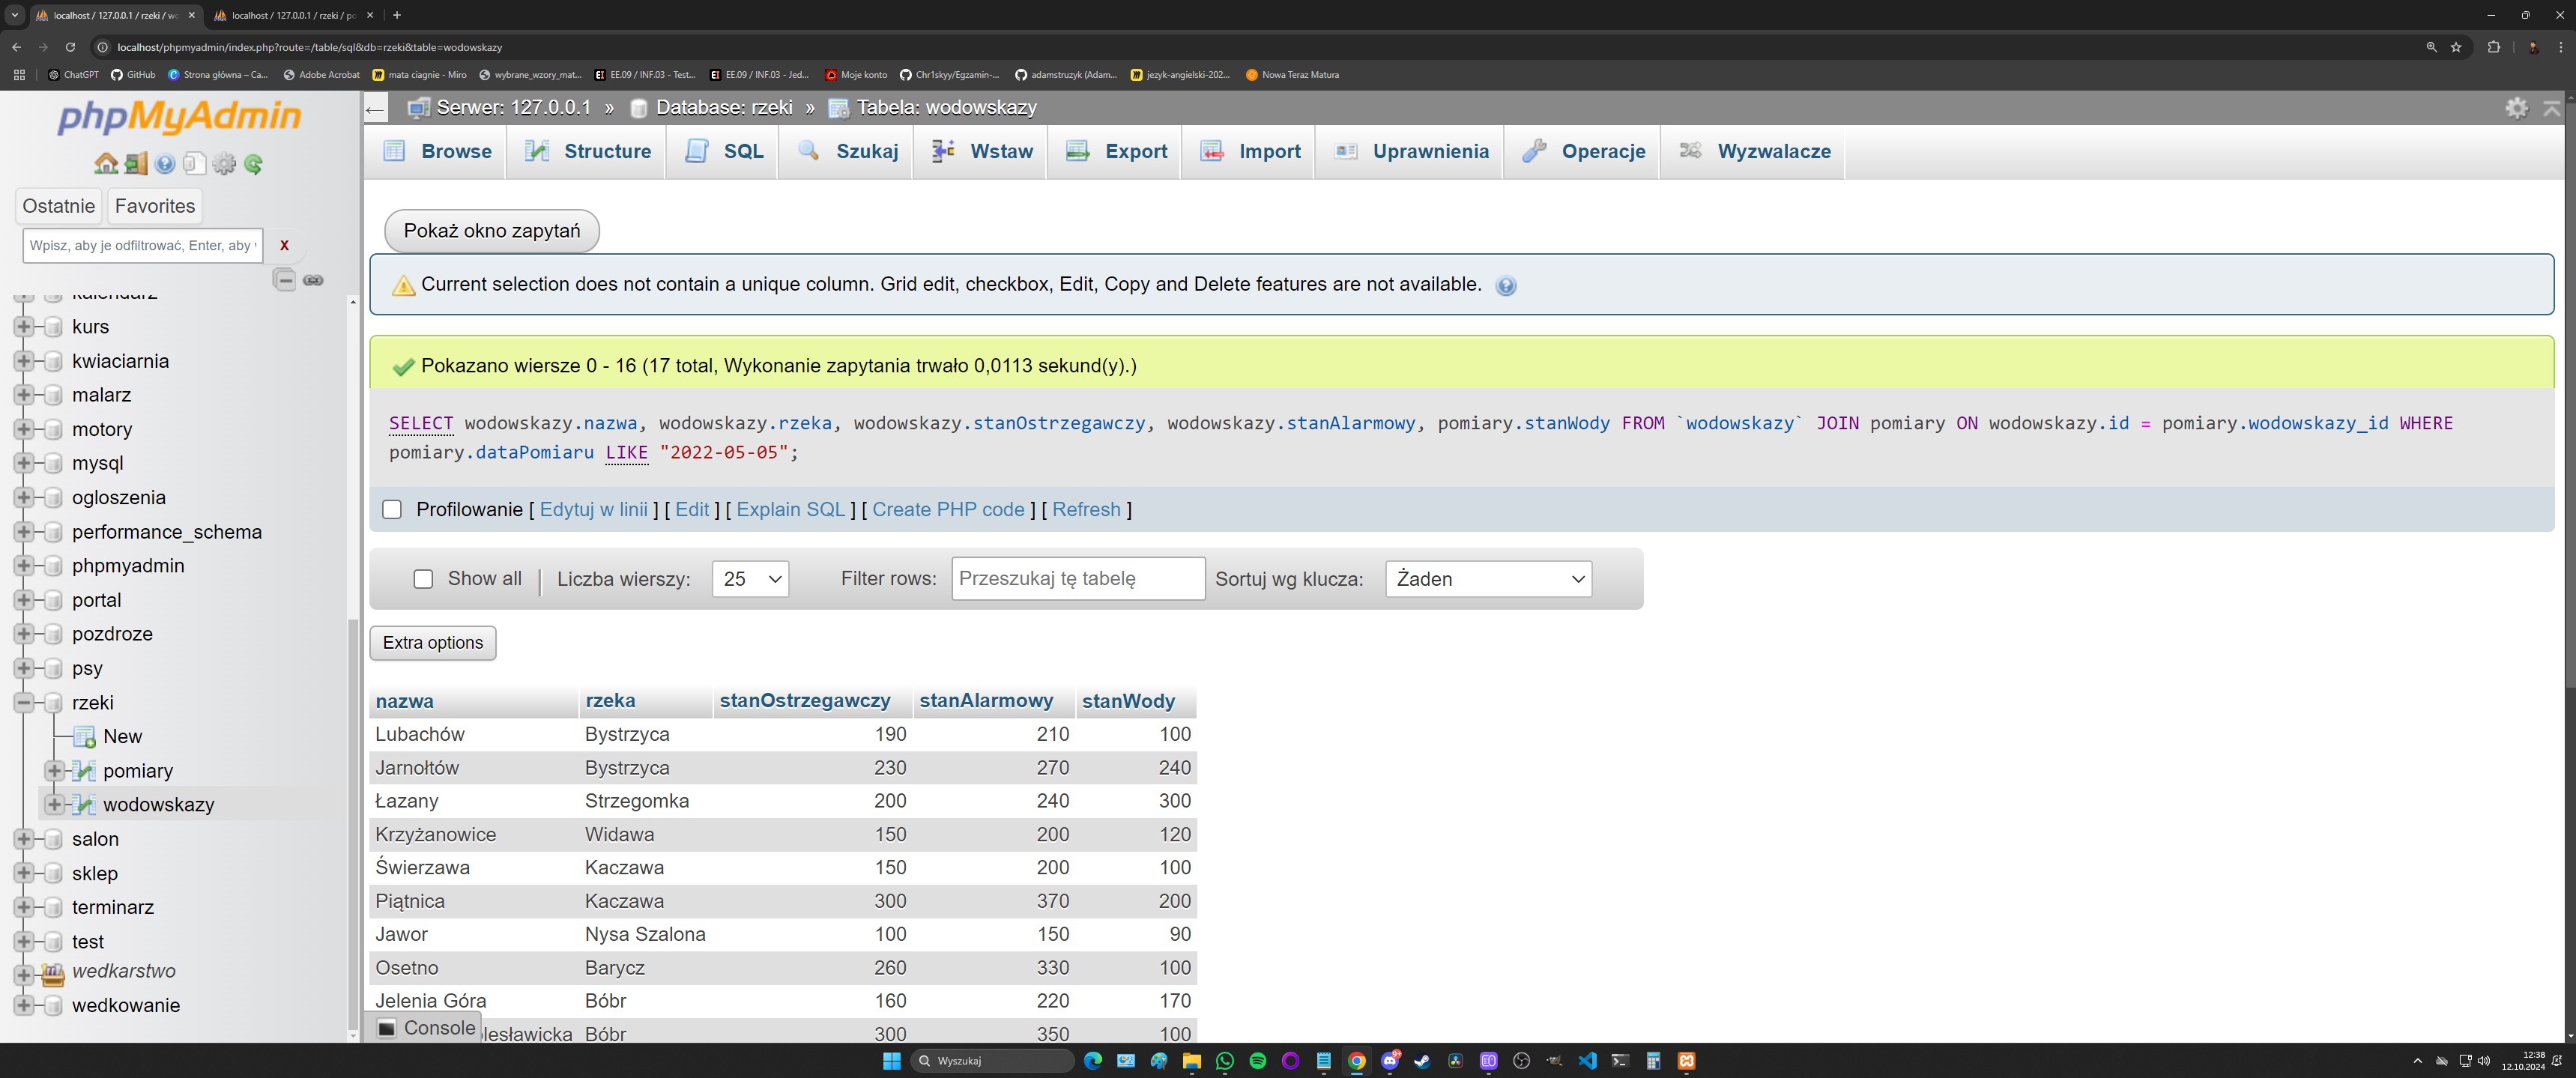 localhost / 127.0.0.1 / rzeki / wo
localhost / 127.0.0.1 / rzeki / po
localhost/phpmyadmin/index.php?route=/table/sql&db=rzeki&table=wodowskazy
ChatGPT
GitHub
Strona główna – Ca...
Adobe Acrobat
mata ciagnie - Miro
wybrane_wzory_mat...
EE.09 / INF.03 - Test...
EE.09 / INF.03 - Jed...
Moje konto
Chr1skyy/Egzamin-...
adamstruzyk (Adam...
jezyk-angielski-202...
Nowa Teraz Matura
phpMyAdmin
Ostatnie
Favorites
Wpisz, aby je odfiltrować, Enter, aby
X
kalendarz
kurs
kwiaciarnia
malarz
motory
mysql
ogloszenia
performance_schema
phpmyadmin
portal
pozdroze
psy
rzeki
New
pomiary
wodowskazy
salon
sklep
terminarz
test
wedkarstwo
wedkowanie
Serwer: 127.0.0.1 » Database: rzeki » Tabela: wodowskazy
Browse
Structure
SQL
Szukaj
Wstaw
Export
Import
Uprawnienia
Operacje
Wyzwalacze
Pokaż okno zapytań
Current selection does not contain a unique column. Grid edit, checkbox, Edit, Copy and Delete features are not available.
Pokazano wiersze 0 - 16 (17 total, Wykonanie zapytania trwało 0,0113 sekund(y).)
SELECT wodowskazy.nazwa, wodowskazy.rzeka, wodowskazy.stanOstrzegawczy, wodowskazy.stanAlarmowy, pomiary.stanWody FROM `wodowskazy` JOIN pomiary ON wodowskazy.id = pomiary.wodowskazy_id WHERE
pomiary.dataPomiaru LIKE "2022-05-05";
Profilowanie [ Edytuj w linii ] [ Edit ] [ Explain SQL ] [ Create PHP code ] [ Refresh ]
Show all | Liczba wierszy: 25 Filter rows: Przeszukaj tę tabelę Sortuj wg klucza: Żaden
Extra options
nazwa rzeka stanOstrzegawczy stanAlarmowy stanWody
Lubachów Bystrzyca 190 210 100
Jarnołtów Bystrzyca 230 270 240
Łazany Strzegomka 200 240 300
Krzyżanowice Widawa 150 200 120
Świerzawa Kaczawa 150 200 100
Piątnica Kaczawa 300 370 200
Jawor Nysa Szalona 100 150 90
Osetno Barycz 260 330 100
Jelenia Góra Bóbr 160 220 170
lesławicka Bóbr 300 350 100
Console
Wyszukaj
9+
12:38
12.10.2024